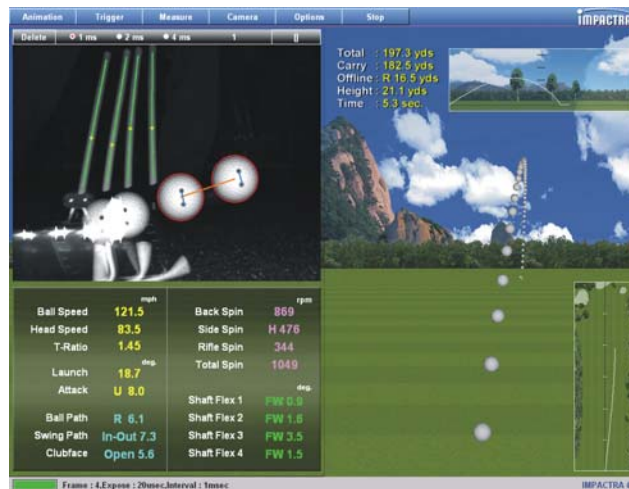 Animation Trigger Measure Camera Options Stop IMPACTRA
Delete 1 ms 2 ms 4 ms 1 []
Total : 197.3 yds
Carry : 182.5 yds
Offline : R 16.5 yds
Height : 21.1 yds
Time : 5.3 sec.
mph
Ball Speed 121.5
Head Speed 83.5
T-Ratio 1.45
deg.
Launch 18.7
Attack U 8.0
Ball Path R 6.1
Swing Path In-Out 7.3
Clubface Open 5.6
rpm
Back Spin 869
Side Spin H 476
Rifle Spin 344
Total Spin 1049
deg.
Shaft Flex 1 FW 0.9
Shaft Flex 2 FW 1.6
Shaft Flex 3 FW 3.5
Shaft Flex 4 FW 1.5
Frame : 4,Expose : 20usec,Interval : 1msec IMPACTRA